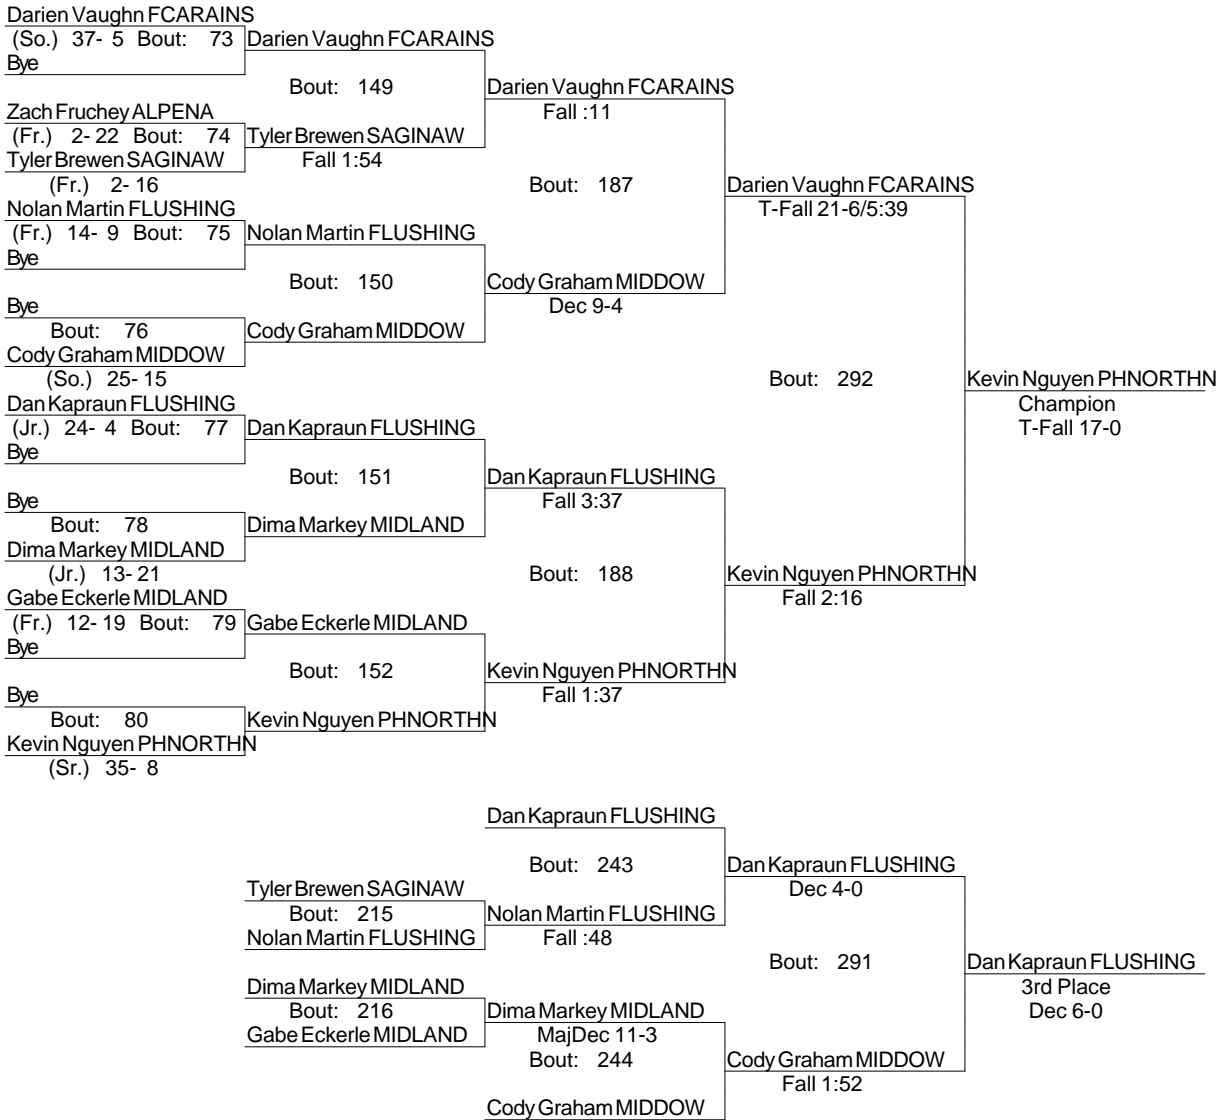 Darien Vaughn FCARAINS
(So.) 37- 5 Bout: 73 Darien Vaughn FCARAINS
Bye
Bout: 149 Darien Vaughn FCARAINS
Zach Fruchey ALPENA Fall :11
(Fr.) 2- 22 Bout: 74 Tyler Brewen SAGINAW
Tyler Brewen SAGINAW Fall 1:54
(Fr.) 2- 16 Bout: 187 Darien Vaughn FCARAINS
Nolan Martin FLUSHING T-Fall 21-6/5:39
(Fr.) 14- 9 Bout: 75 Nolan Martin FLUSHING
Bye
Bout: 150 Cody Graham MIDDOW
Bye Dec 9-4
Bout: 76 Cody Graham MIDDOW
Cody Graham MIDDOW
(So.) 25- 15 Bout: 292 Kevin Nguyen PHNORTHN
Dan Kapraun FLUSHING Champion
(Jr.) 24- 4 Bout: 77 Dan Kapraun FLUSHING T-Fall 17-0
Bye
Bout: 151 Dan Kapraun FLUSHING
Bye Fall 3:37
Bout: 78 Dima Markey MIDLAND
Dima Markey MIDLAND
(Jr.) 13- 21 Bout: 188 Kevin Nguyen PHNORTHN
Gabe Eckerle MIDLAND Fall 2:16
(Fr.) 12- 19 Bout: 79 Gabe Eckerle MIDLAND
Bye
Bout: 152 Kevin Nguyen PHNORTHN
Bye Fall 1:37
Bout: 80 Kevin Nguyen PHNORTHN
Kevin Nguyen PHNORTHN
(Sr.) 35- 8
Dan Kapraun FLUSHING
Bout: 243 Dan Kapraun FLUSHING
Tyler Brewen SAGINAW Dec 4-0
Bout: 215 Nolan Martin FLUSHING
Nolan Martin FLUSHING Fall :48
Bout: 291 Dan Kapraun FLUSHING
Dima Markey MIDLAND 3rd Place
Bout: 216 Dima Markey MIDLAND Dec 6-0
Gabe Eckerle MIDLAND MajDec 11-3
Bout: 244 Cody Graham MIDDOW
Fall 1:52
Cody Graham MIDDOW